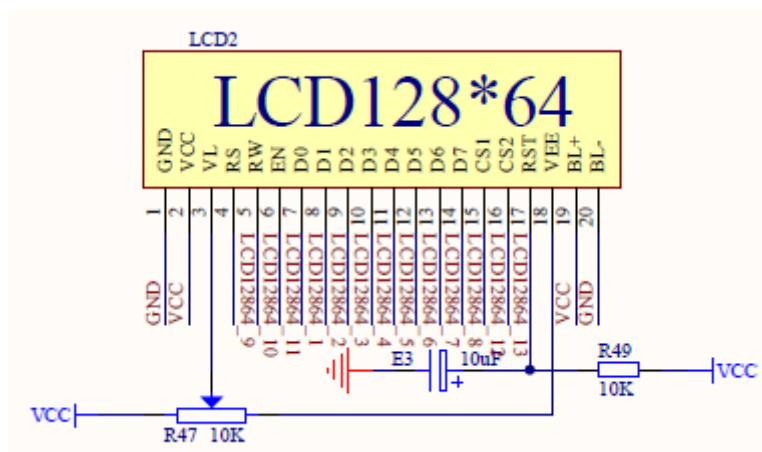 LCD2
LCD128*64
GND
VCC
VL
RS
RW
EN
D0
D1
D2
D3
D4
D5
D6
D7
CS1
CS2
RST
VEE
BL+
BL-
1
2
3
4
5
6
7
8
9
10
11
12
13
14
15
16
17
18
19
20
GND
VCC
LCD12864_9
LCD12864_10
LCD12864_11
LCD12864_1
LCD12864_2
LCD12864_3
LCD12864_4
LCD12864_5
LCD12864_6
LCD12864_7
LCD12864_8
LCD12864_12
LCD12864_13
VCC
GND
E3 10uF
+
R49
10K
VCC
VCC
R47 10K